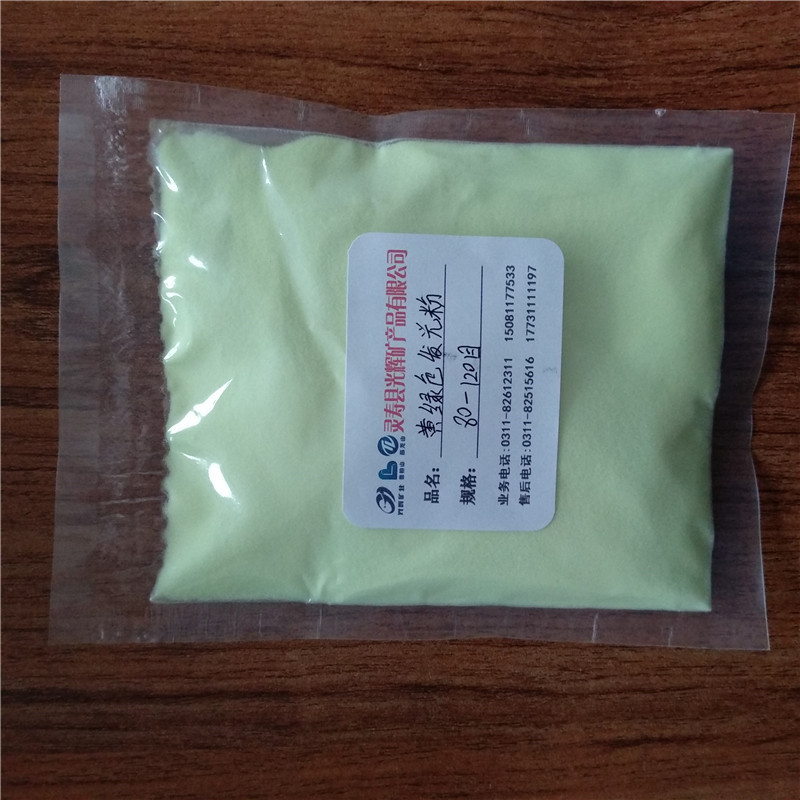 灵寿县光辉矿产品有限公司
品名: 黄绿色发光粉
规格: 80-120目
业务电话:0311-82612311 15081177533
售后电话:0311-82515616 17731111197